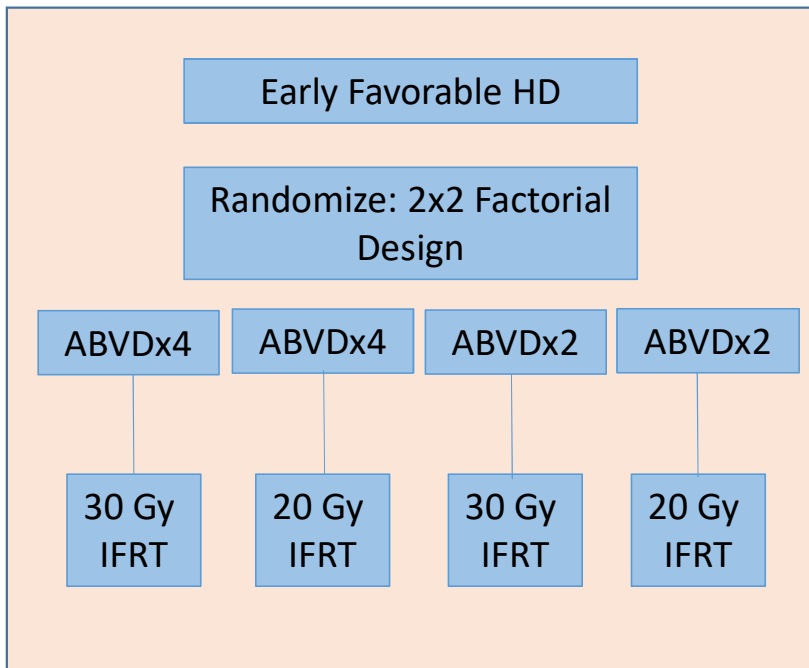 Early Favorable HD
Randomize: 2x2 Factorial
Design
ABVDx4
ABVDx4
ABVDx2
ABVDx2
30 Gy
IFRT
20 Gy
IFRT
30 Gy
IFRT
20 Gy
IFRT